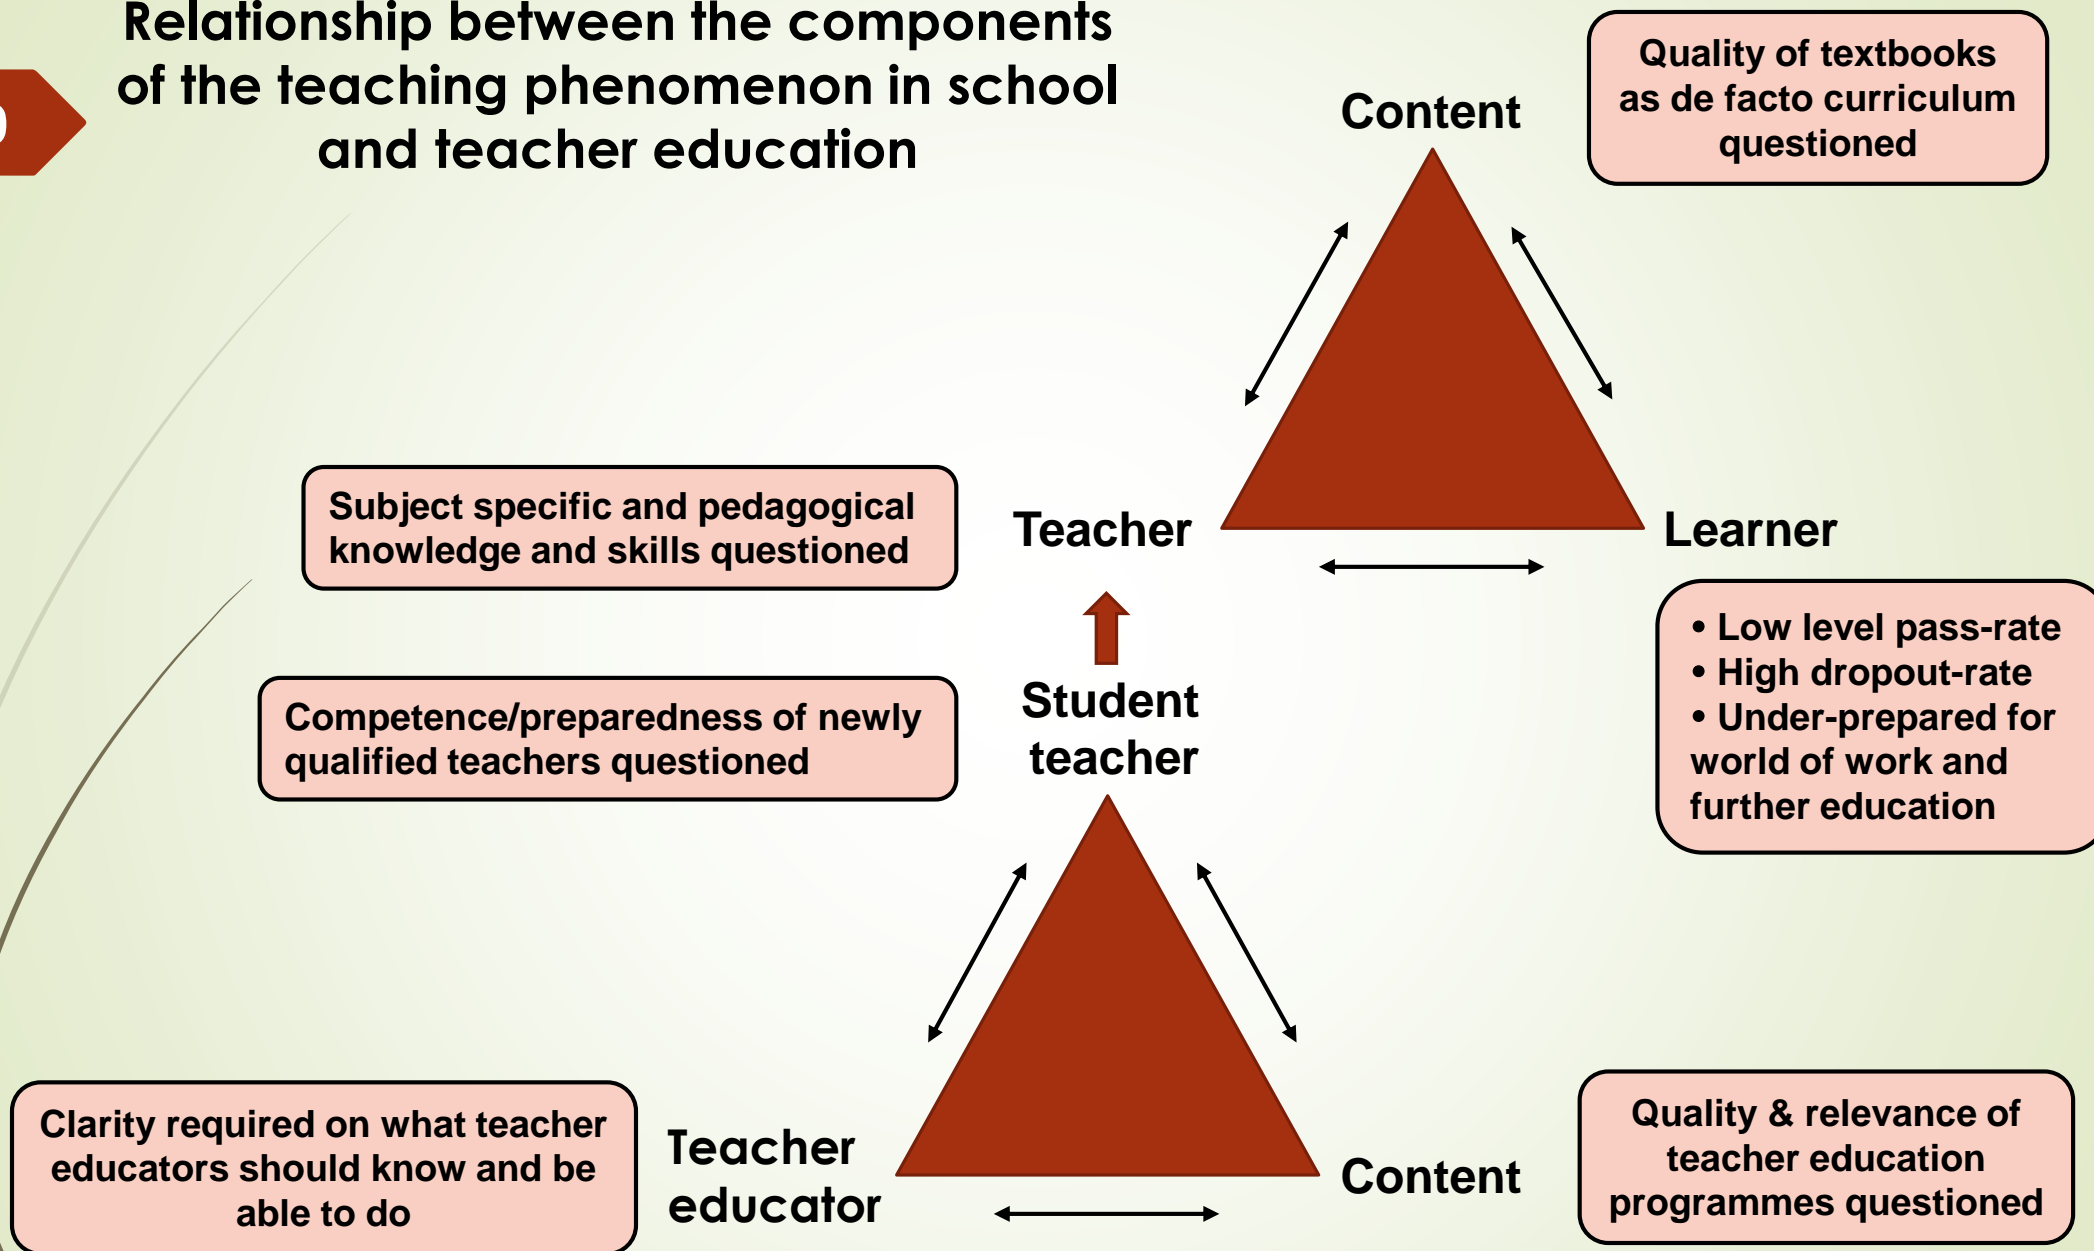 Relationship between the components
of the teaching phenomenon in school
and teacher education
Content
Quality of textbooks
as de facto curriculum
questioned
Subject specific and pedagogical
knowledge and skills questioned
Teacher
Learner
• Low level pass-rate
• High dropout-rate
• Under-prepared for
world of work and
further education
Competence/preparedness of newly
qualified teachers questioned
Student
teacher
Clarity required on what teacher
educators should know and be
able to do
Teacher
educator
Content
Quality & relevance of
teacher education
programmes questioned